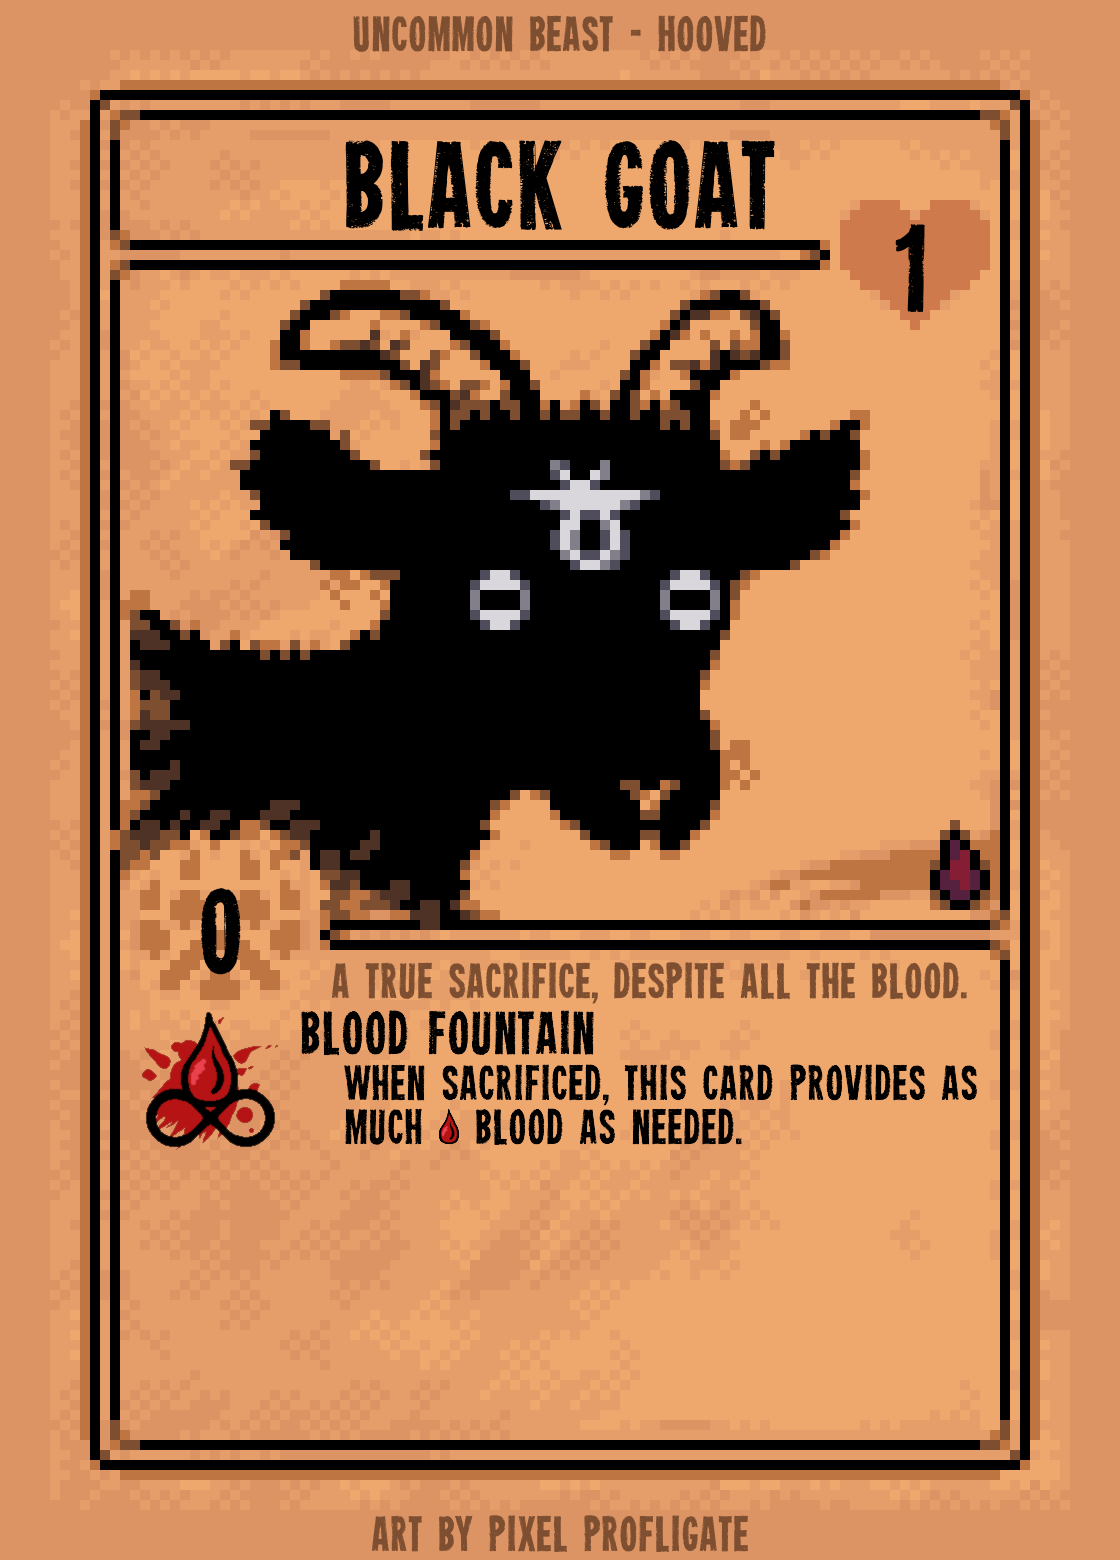 UNCOMMON BEAST - HOOVED
BLACK GOAT
1
0
A TRUE SACRIFICE, DESPITE ALL THE BLOOD.
BLOOD FOUNTAIN
WHEN SACRIFICED, THIS CARD PROVIDES AS
MUCH BLOOD AS NEEDED.
ART BY PIXEL PROFLIGATE